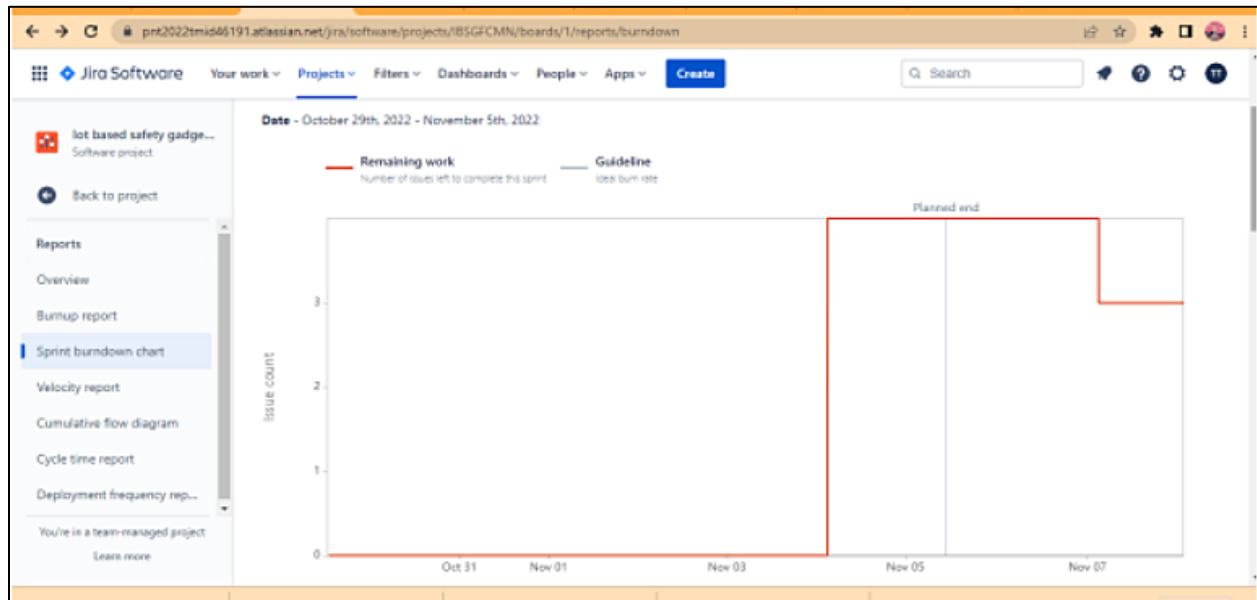 pnt2022tmid46191.atlassian.net/jira/software/projects/IBSGFCMN/boards/1/reports/burndown
Jira Software Your work Projects Filters Dashboards People Apps Create Search TT
Iot based safety gadge...
Software project
Back to project
Reports
Overview
Burnup report
Sprint burndown chart
Velocity report
Cumulative flow diagram
Cycle time report
Deployment frequency rep...
You're in a team-managed project
Learn more
Date - October 29th, 2022 - November 5th, 2022
Remaining work
Number of issues left to complete this sprint
Guideline
Ideal burn rate
Planned end
Issue count
3
2
1
0
Oct 31 Nov 01 Nov 03 Nov 05 Nov 07